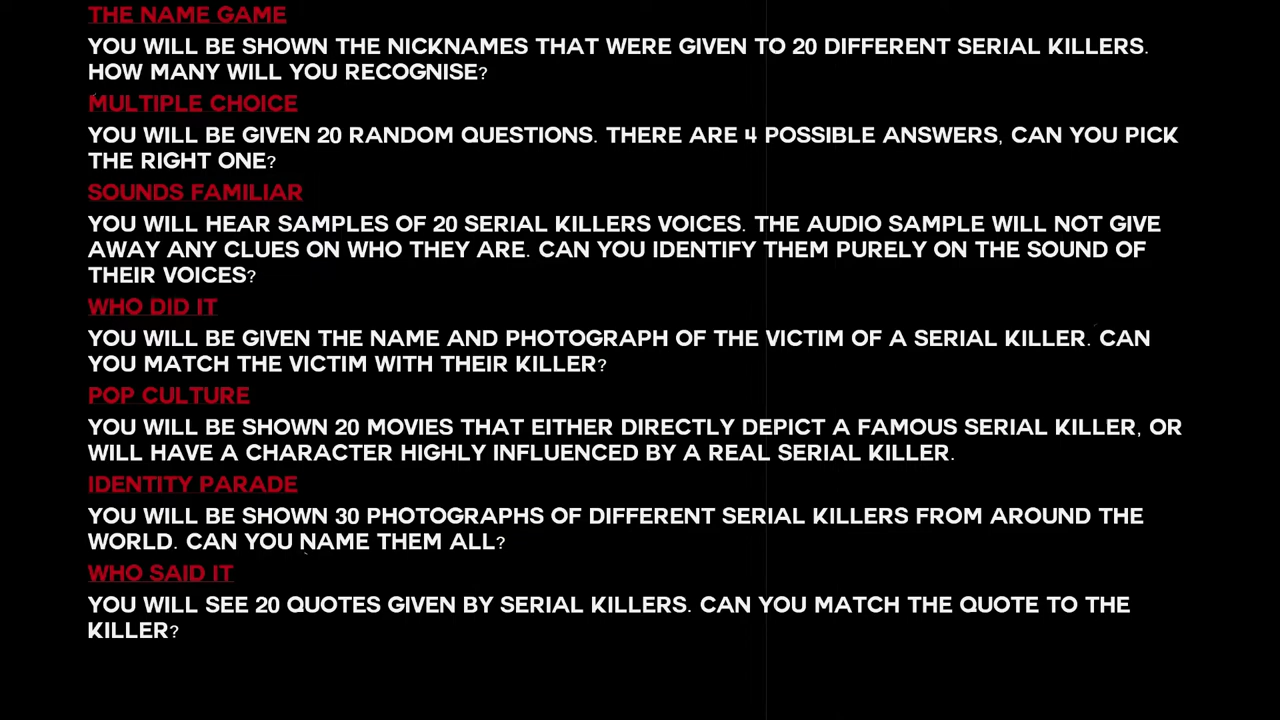 THE NAME GAME
YOU WILL BE SHOWN THE NICKNAMES THAT WERE GIVEN TO 20 DIFFERENT SERIAL KILLERS.
HOW MANY WILL YOU RECOGNISE?
MULTIPLE CHOICE
YOU WILL BE GIVEN 20 RANDOM QUESTIONS. THERE ARE 4 POSSIBLE ANSWERS, CAN YOU PICK
THE RIGHT ONE?
SOUNDS FAMILIAR
YOU WILL HEAR SAMPLES OF 20 SERIAL KILLERS VOICES. THE AUDIO SAMPLE WILL NOT GIVE
AWAY ANY CLUES ON WHO THEY ARE. CAN YOU IDENTIFY THEM PURELY ON THE SOUND OF
THEIR VOICES?
WHO DID IT
YOU WILL BE GIVEN THE NAME AND PHOTOGRAPH OF THE VICTIM OF A SERIAL KILLER. CAN
YOU MATCH THE VICTIM WITH THEIR KILLER?
POP CULTURE
YOU WILL BE SHOWN 20 MOVIES THAT EITHER DIRECTLY DEPICT A FAMOUS SERIAL KILLER, OR
WILL HAVE A CHARACTER HIGHLY INFLUENCED BY A REAL SERIAL KILLER.
IDENTITY PARADE
YOU WILL BE SHOWN 30 PHOTOGRAPHS OF DIFFERENT SERIAL KILLERS FROM AROUND THE
WORLD. CAN YOU NAME THEM ALL?
WHO SAID IT
YOU WILL SEE 20 QUOTES GIVEN BY SERIAL KILLERS. CAN YOU MATCH THE QUOTE TO THE
KILLER?